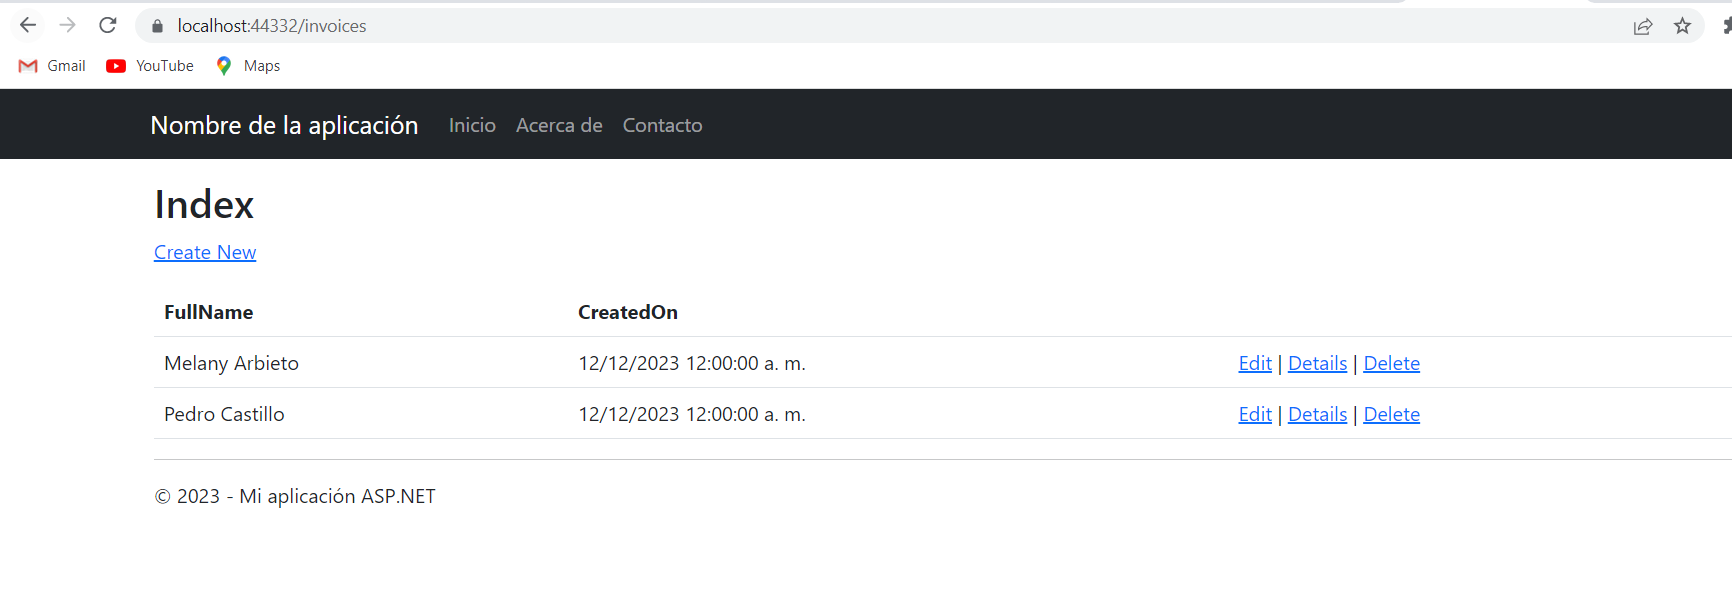 localhost:44332/invoices
Gmail YouTube Maps
Nombre de la aplicación Inicio Acerca de Contacto
Index
Create New
FullName CreatedOn
Melany Arbieto 12/12/2023 12:00:00 a. m. Edit | Details | Delete
Pedro Castillo 12/12/2023 12:00:00 a. m. Edit | Details | Delete
© 2023 - Mi aplicación ASP.NET